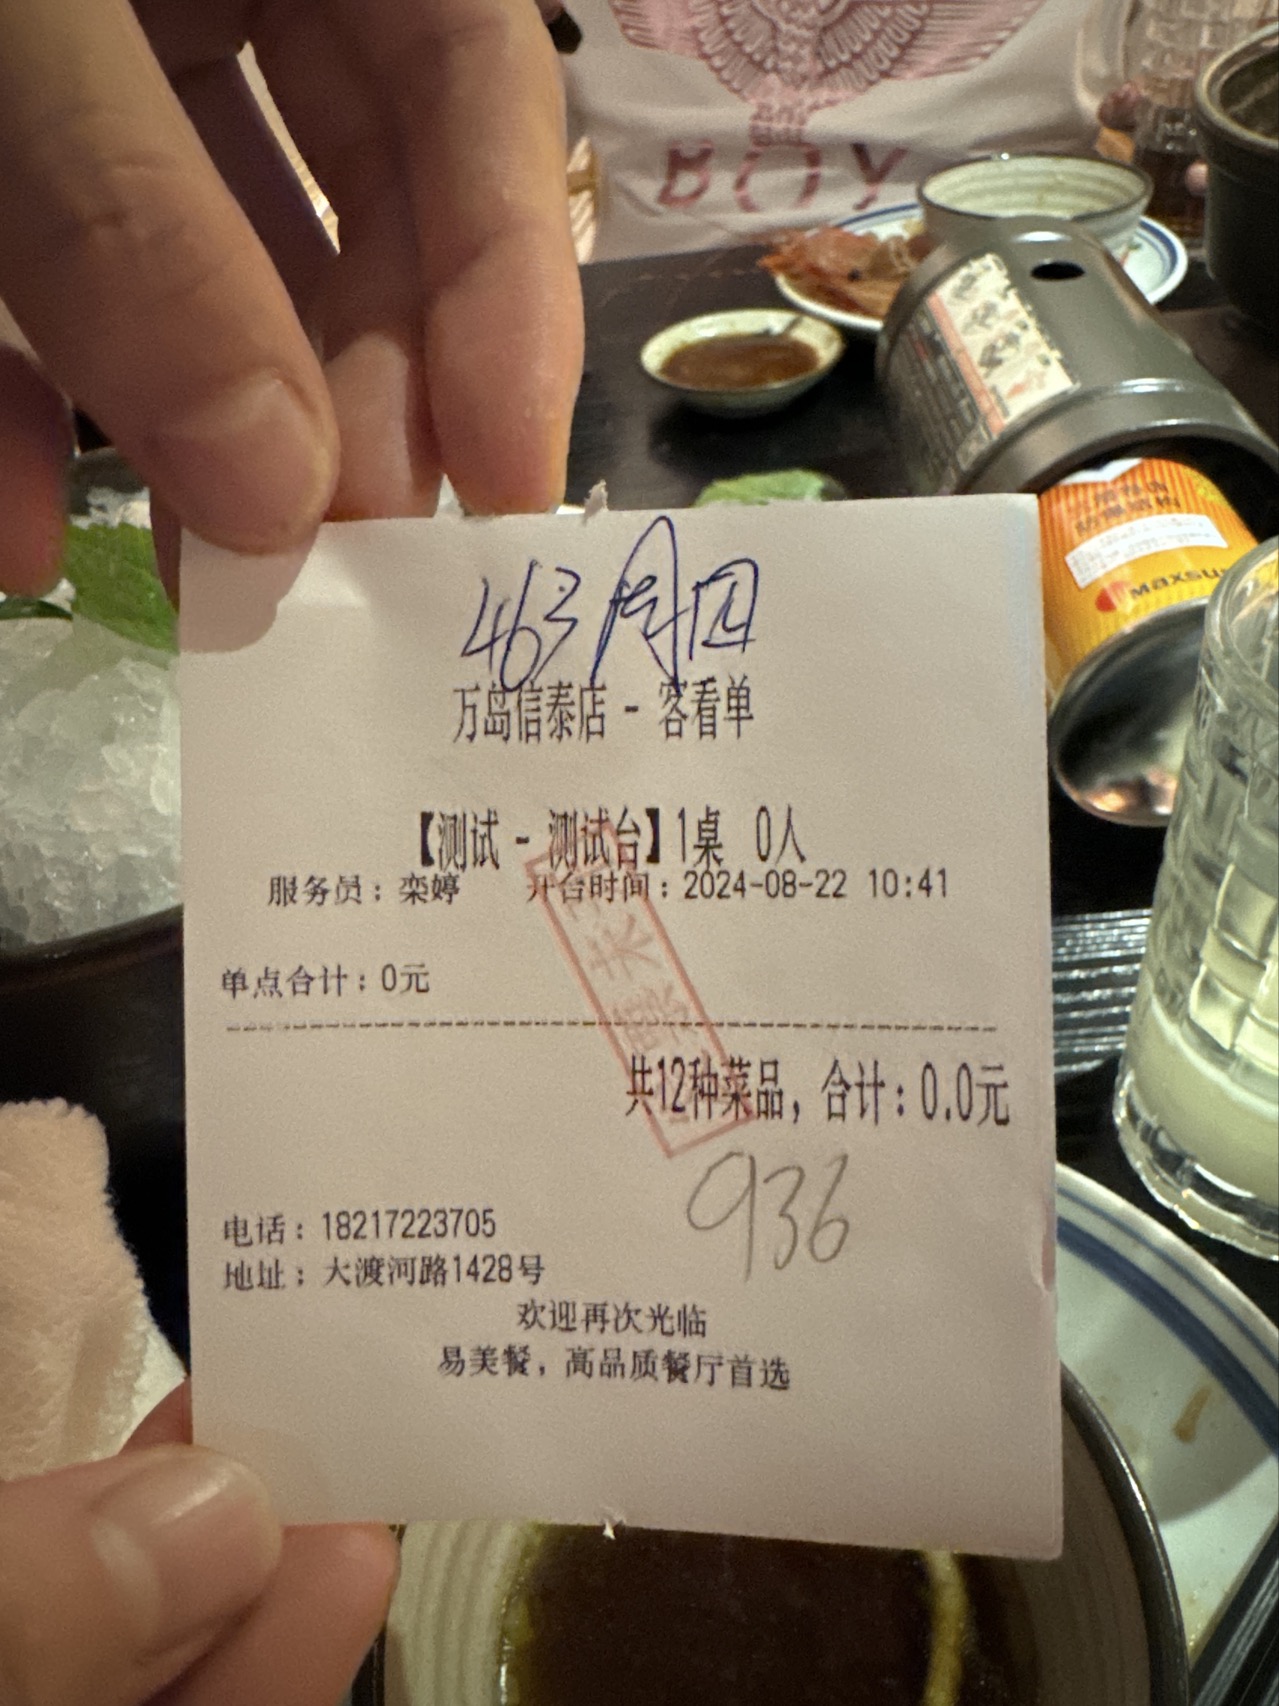 BOY
Maxsun
463 周四
万岛信泰店 - 客看单
【测试 - 测试台】1桌 0人
服务员：栾婷 开台时间：2024-08-22 10:41
单点合计：0元
共12种菜品，合计：0.0元
936
电话：18217223705
地址：大渡河路1428号
欢迎再次光临
易美餐，高品质餐厅首选